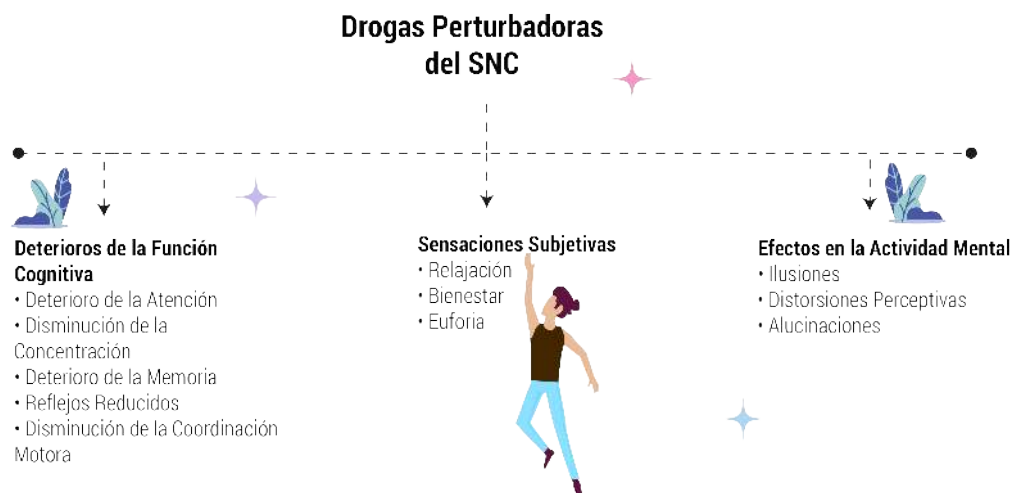 Drogas Perturbadoras
del SNC
Deterioros de la Función
Cognitiva
• Deterioro de la Atención
• Disminución de la
Concentración
• Deterioro de la Memoria
• Reflejos Reducidos
• Disminución de la Coordinación
Motora
Sensaciones Subjetivas
• Relajación
• Bienestar
• Euforia
Efectos en la Actividad Mental
• Ilusiones
• Distorsiones Perceptivas
• Alucinaciones